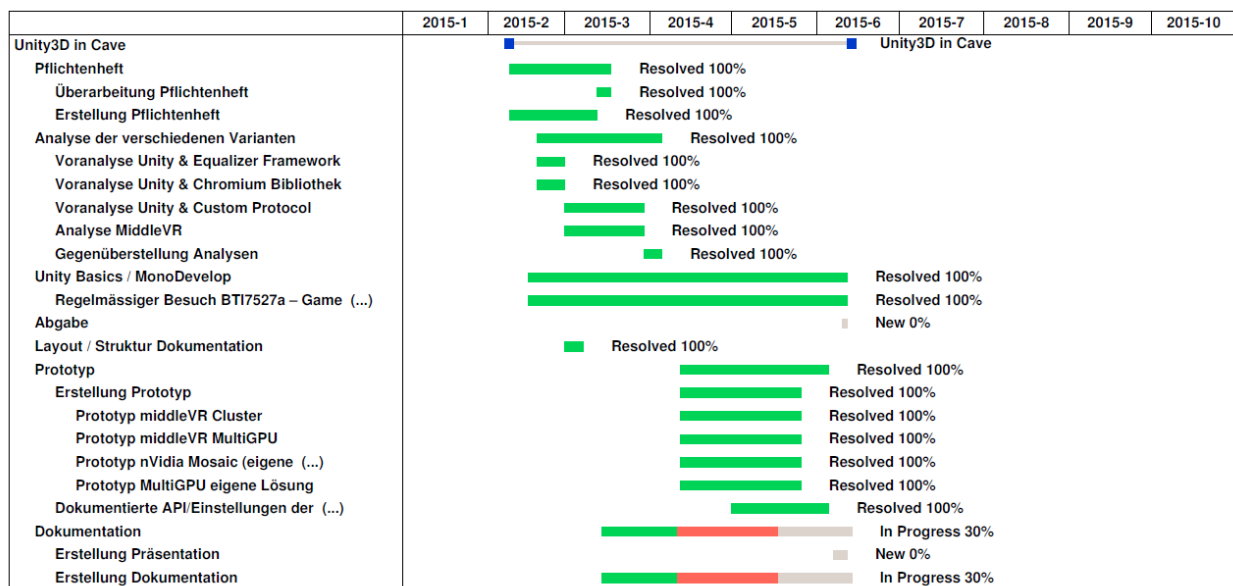 2015-1 2015-2 2015-3 2015-4 2015-5 2015-6 2015-7 2015-8 2015-9 2015-10
Unity3D in Cave Unity3D in Cave
Pflichtenheft Resolved 100%
Überarbeitung Pflichtenheft Resolved 100%
Erstellung Pflichtenheft Resolved 100%
Analyse der verschiedenen Varianten Resolved 100%
Voranalyse Unity & Equalizer Framework Resolved 100%
Voranalyse Unity & Chromium Bibliothek Resolved 100%
Voranalyse Unity & Custom Protocol Resolved 100%
Analyse MiddleVR Resolved 100%
Gegenüberstellung Analysen Resolved 100%
Unity Basics / MonoDevelop Resolved 100%
Regelmässiger Besuch BTI7527a – Game (...) Resolved 100%
Abgabe New 0%
Layout / Struktur Dokumentation Resolved 100%
Prototyp Resolved 100%
Erstellung Prototyp Resolved 100%
Prototyp middleVR Cluster Resolved 100%
Prototyp middleVR MultiGPU Resolved 100%
Prototyp nVidia Mosaic (eigene (...) Resolved 100%
Prototyp MultiGPU eigene Lösung Resolved 100%
Dokumentierte API/Einstellungen der (...) Resolved 100%
Dokumentation In Progress 30%
Erstellung Präsentation New 0%
Erstellung Dokumentation In Progress 30%